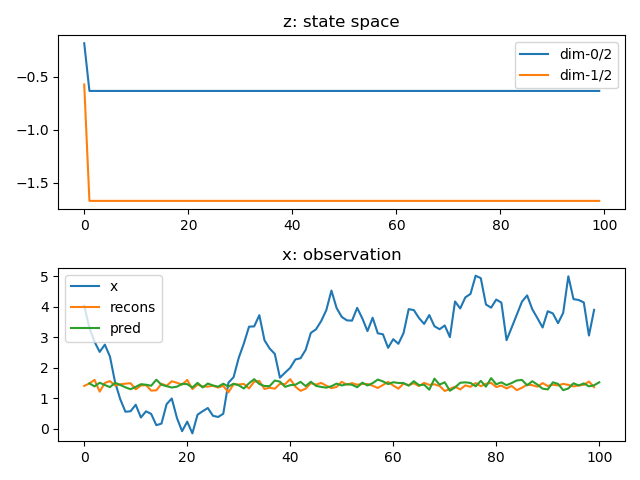 z: state space
dim-0/2
dim-1/2
−0.5
−1.0
−1.5
0 20 40 60 80 100
x: observation
x
recons
pred
5
4
3
2
1
0
0 20 40 60 80 100